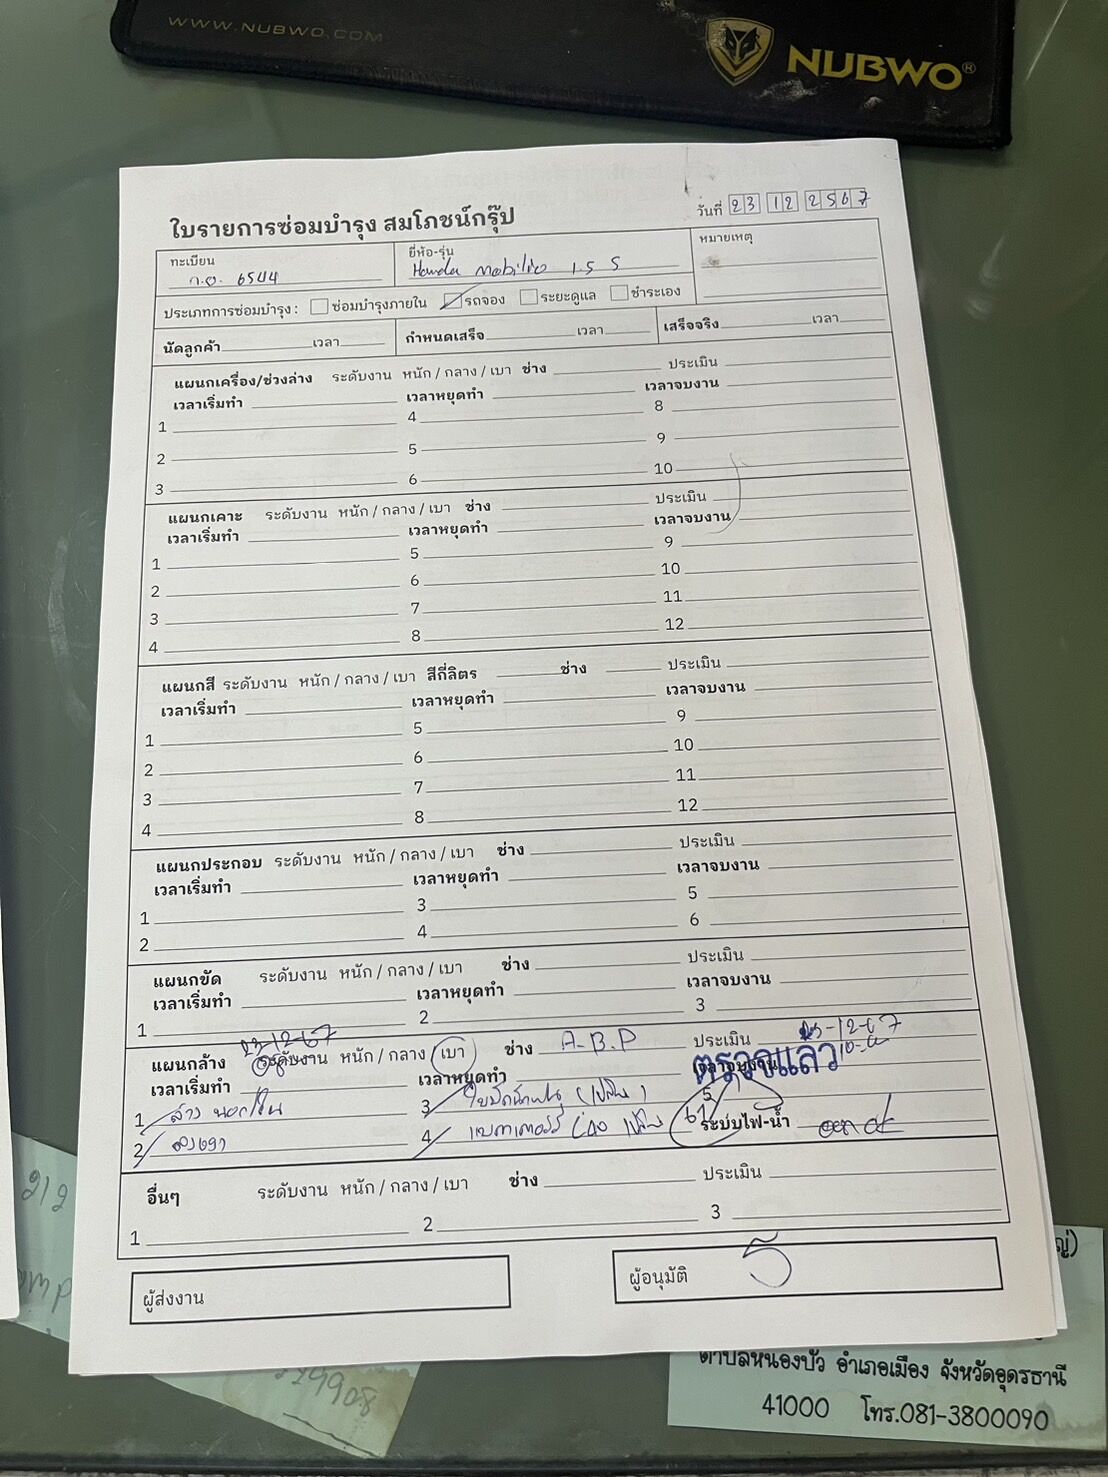 WWW.NUBWO.COM
NUBWO®
ใบรายการซ่อมบำรุง สมโภชน์กรุ๊ป
วันที่ 23 12 2567
ทะเบียน
6544
ยี่ห้อ-รุ่น
Honda Mobilio 1.5 S
หมายเหตุ
ประเภทการซ่อมบำรุง : ซ่อมบำรุงภายใน รถจอง ระยะดูแล ชำระเอง
นัดลูกค้า เวลา กำหนดเสร็จ เวลา เสร็จจริง เวลา
แผนกเครื่อง/ช่วงล่าง ระดับงาน หนัก / กลาง / เบา ช่าง ประเมิน
เวลาเริ่มทำ เวลาหยุดทำ เวลาจบงาน
1 4 8
2 5 9
3 6 10
แผนกเคาะ ระดับงาน หนัก / กลาง / เบา ช่าง ประเมิน
เวลาเริ่มทำ เวลาหยุดทำ เวลาจบงาน
1 5 9
2 6 10
3 7 11
4 8 12
แผนกสี ระดับงาน หนัก / กลาง / เบา สีกี่ลิตร ช่าง ประเมิน
เวลาเริ่มทำ เวลาหยุดทำ เวลาจบงาน
1 5 9
2 6 10
3 7 11
4 8 12
แผนกประกอบ ระดับงาน หนัก / กลาง / เบา ช่าง ประเมิน
เวลาเริ่มทำ เวลาหยุดทำ เวลาจบงาน
1 3 5
2 4 6
แผนกขัด ระดับงาน หนัก / กลาง / เบา ช่าง ประเมิน
เวลาเริ่มทำ เวลาหยุดทำ เวลาจบงาน
1 2 3
23-12-67
แผนกล้าง ระดับงาน หนัก / กลาง / เบา ช่าง A-B.P ประเมิน
เวลาเริ่มทำ เวลาหยุดทำ เวลาจบงาน
ตรวจแล้ว
1 ล้าง นอกใน 3 ใบปัดน้ำฝน (เปลี่ยน) 5
2 4 ระบบไฟ-น้ำ
อื่นๆ ระดับงาน หนัก / กลาง / เบา ช่าง ประเมิน
1 2 3
ผู้ส่งงาน
ผู้อนุมัติ
ตำบลหนองบัว อำเภอเมือง จังหวัดอุดรธานี
41000 โทร.081-3800090